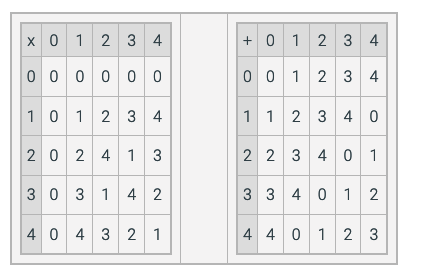 x 0 1 2 3 4
0 0 0 0 0 0
1 0 1 2 3 4
2 0 2 4 1 3
3 0 3 1 4 2
4 0 4 3 2 1
+ 0 1 2 3 4
0 0 1 2 3 4
1 1 2 3 4 0
2 2 3 4 0 1
3 3 4 0 1 2
4 4 0 1 2 3